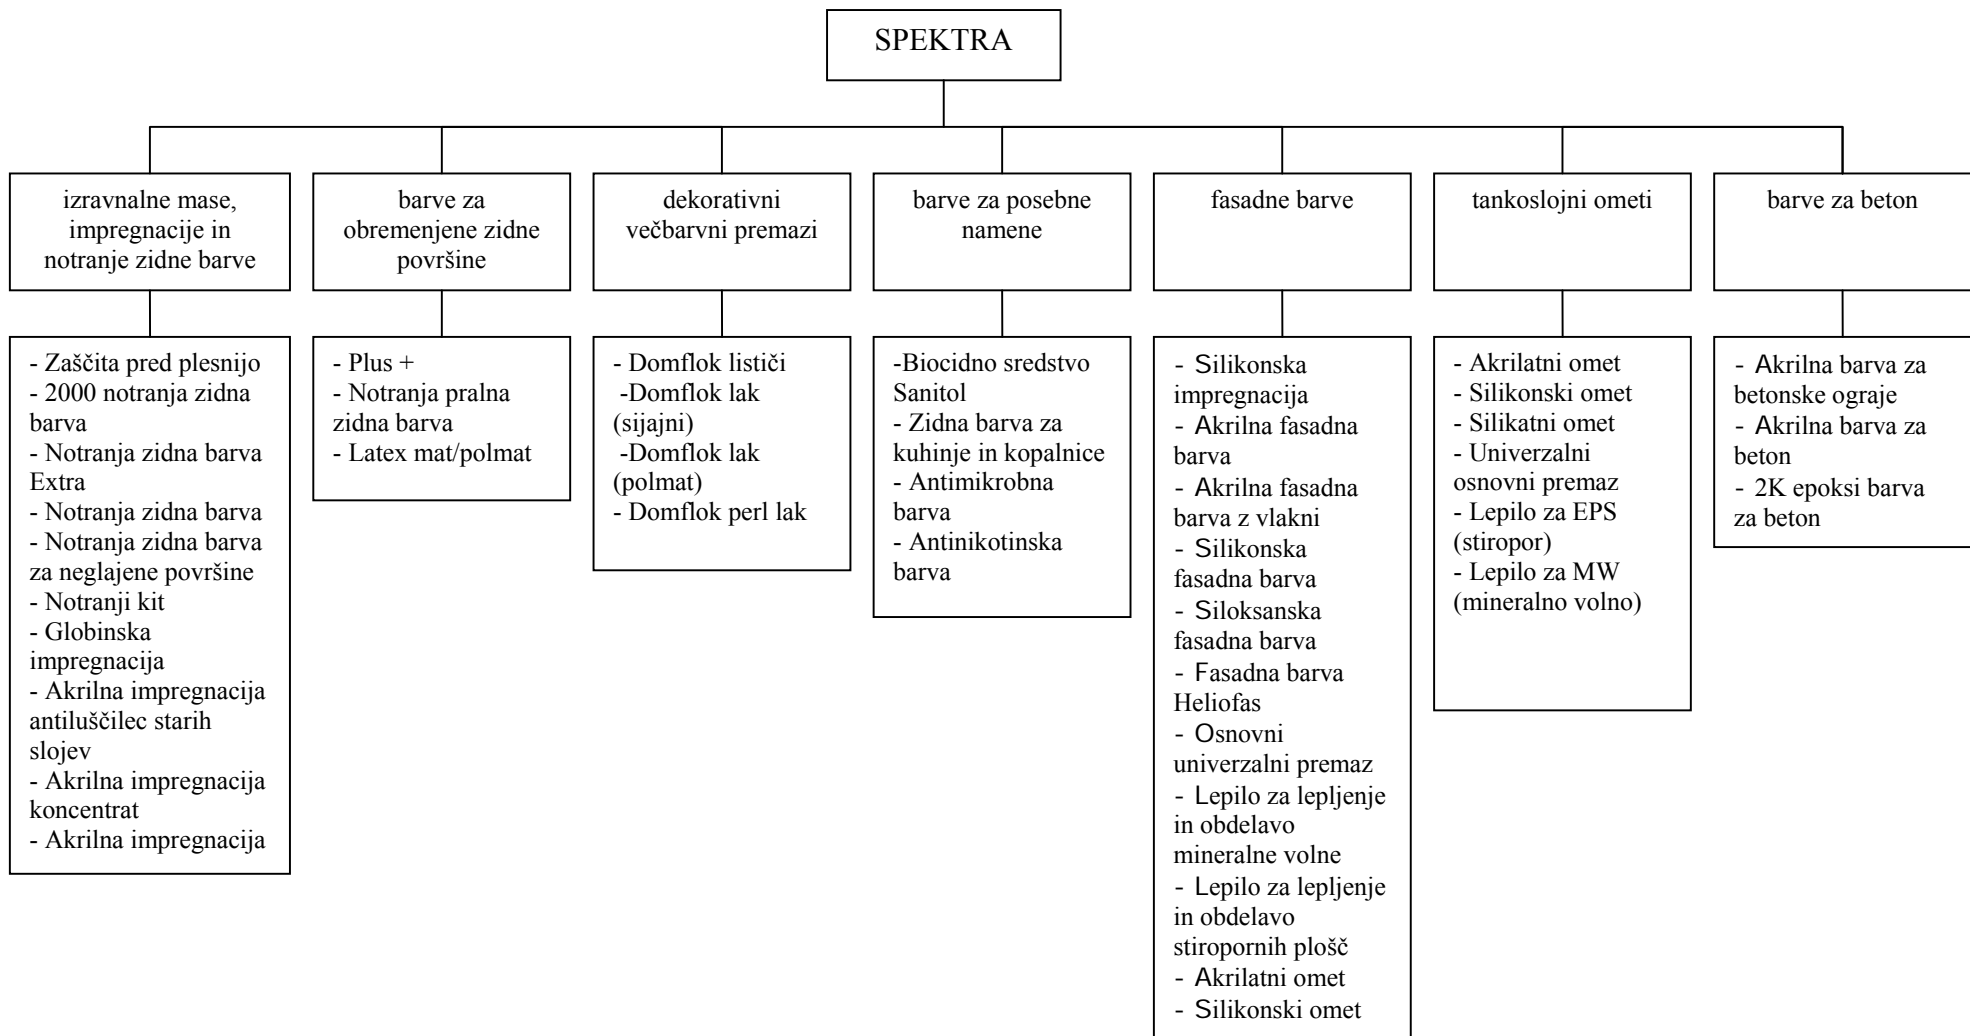 SPEKTRA
izravnalne mase,
impregnacije in
notranje zidne barve
barve za
obremenjene zidne
površine
dekorativni
večbarvni premazi
barve za posebne
namene
fasadne barve
tankoslojni ometi
barve za beton
- Zaščita pred plesnijo
- 2000 notranja zidna
barva
- Notranja zidna barva
Extra
- Notranja zidna barva
- Notranja zidna barva
za neglajene površine
- Notranji kit
- Globinska
impregnacija
- Akrilna impregnacija
antiluščilec starih
slojev
- Akrilna impregnacija
koncentrat
- Akrilna impregnacija
- Plus +
- Notranja pralna
zidna barva
- Latex mat/polmat
- Domflok lističi
-Domflok lak
(sijajni)
-Domflok lak
(polmat)
- Domflok perl lak
-Biocidno sredstvo
Sanitol
- Zidna barva za
kuhinje in kopalnice
- Antimikrobna
barva
- Antinikotinska
barva
- Silikonska
impregnacija
- Akrilna fasadna
barva
- Akrilna fasadna
barva z vlakni
- Silikonska
fasadna barva
- Siloksanska
fasadna barva
- Fasadna barva
Heliofas
- Osnovni
univerzalni premaz
- Lepilo za lepljenje
in obdelavo
mineralne volne
- Lepilo za lepljenje
in obdelavo
stiropornih plošč
- Akrilatni omet
- Silikonski omet
- Akrilatni omet
- Silikonski omet
- Silikatni omet
- Univerzalni
osnovni premaz
- Lepilo za EPS
(stiropor)
- Lepilo za MW
(mineralno volno)
- Akrilna barva za
betonske ograje
- Akrilna barva za
beton
- 2K epoksi barva
za beton